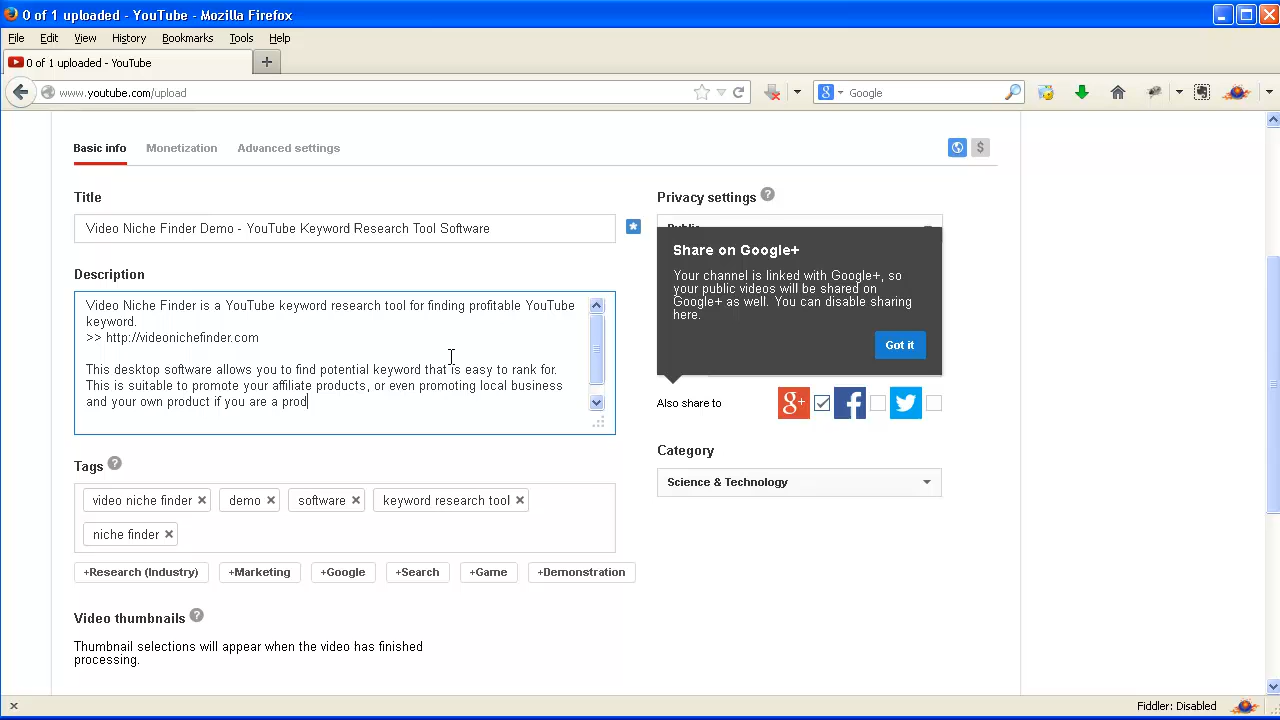 0 of 1 uploaded - YouTube - Mozilla Firefox
File Edit View History Bookmarks Tools Help
0 of 1 uploaded - YouTube
www.youtube.com/upload
Google
Basic info Monetization Advanced settings
$
Title
Video Niche Finder Demo - YouTube Keyword Research Tool Software
Description
Video Niche Finder is a YouTube keyword research tool for finding profitable YouTube
keyword.
>> http://videonichefinder.com
This desktop software allows you to find potential keyword that is easy to rank for.
This is suitable to promote your affiliate products, or even promoting local business
and your own product if you are a prod
Tags
video niche finder × demo × software × keyword research tool ×
niche finder ×
+Research (Industry) +Marketing +Google +Search +Game +Demonstration
Video thumbnails
Thumbnail selections will appear when the video has finished
processing.
Privacy settings
Public
Share on Google+
Your channel is linked with Google+, so
your public videos will be shared on
Google+ as well. You can disable sharing
here.
Got it
Also share to
Category
Science & Technology
× Fiddler: Disabled